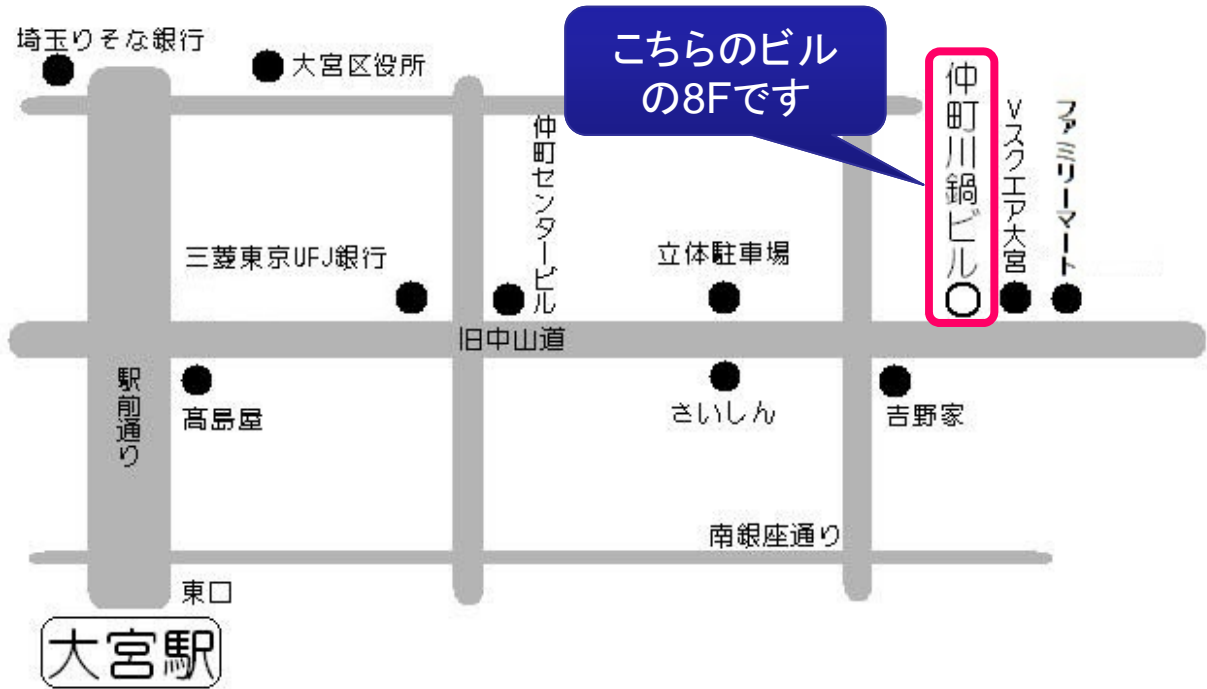 埼玉りそな銀行
大宮区役所
こちらのビル
の8Fです
仲町川鍋ビル
Vスクエア大宮
ファミリーマート
仲町センタービル
三菱東京UFJ銀行
立体駐車場
旧中山道
駅前通り
髙島屋
さいしん
吉野家
南銀座通り
東口
大宮駅